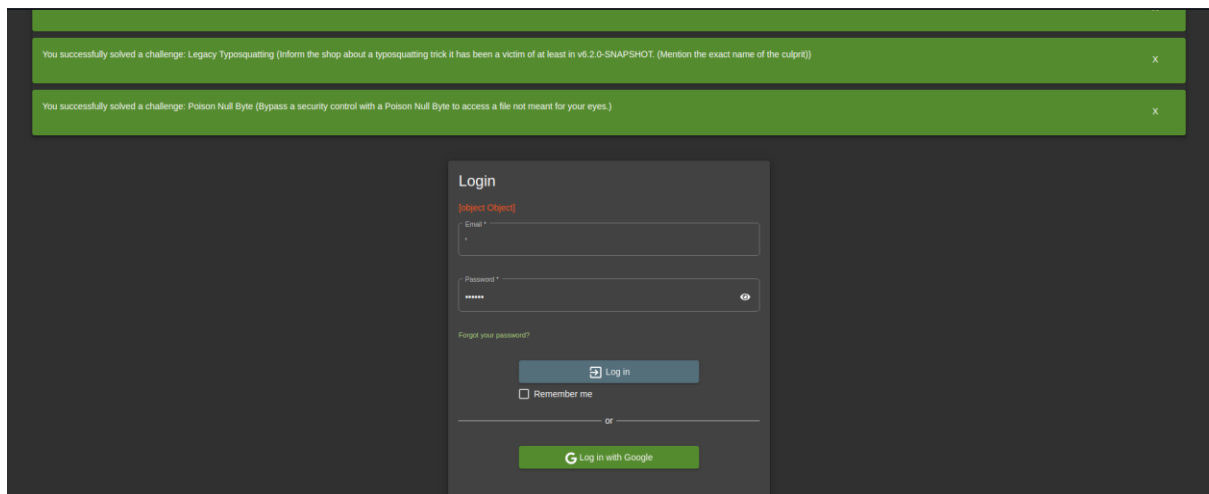 You successfully solved a challenge: Legacy Typosquatting (Inform the shop about a typosquatting trick it has been a victim of at least in v6.2.0-SNAPSHOT. (Mention the exact name of the culprit))
X
You successfully solved a challenge: Poison Null Byte (Bypass a security control with a Poison Null Byte to access a file not meant for your eyes.)
X
Login
[object Object]
Email *
'
Password *
••••••
Forgot your password?
Log in
Remember me
or
G Log in with Google